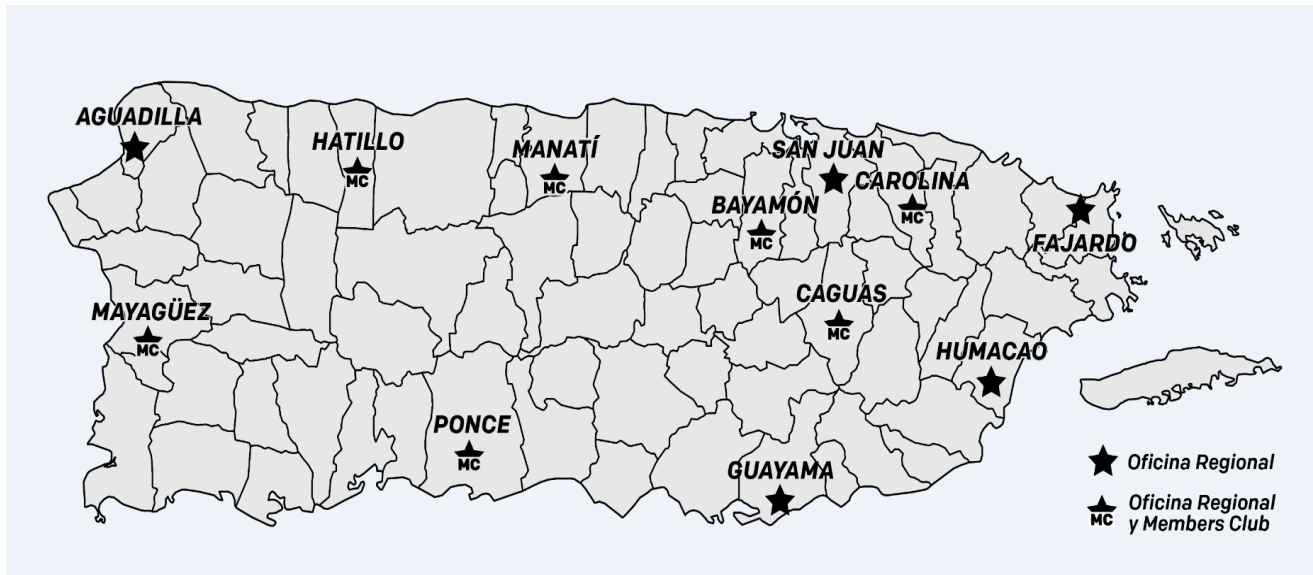 AGUADILLA
HATILLO
MC
MANATÍ
MC
SAN JUAN
CAROLINA
MC
BAYAMÓN
MC
FAJARDO
MAYAGÜEZ
MC
CAGUAS
MC
HUMACAO
PONCE
MC
GUAYAMA
Oficina Regional
MC
Oficina Regional
y Members Club